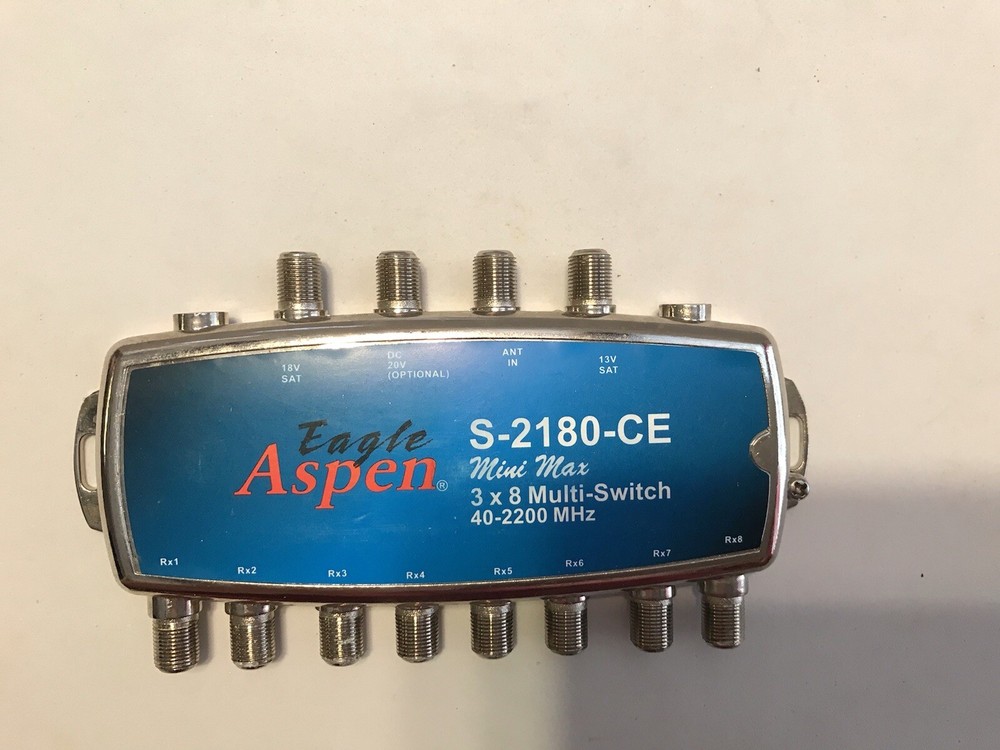 18V
SAT
DC
20V
(OPTIONAL)
ANT
IN
13V
SAT
Eagle
Aspen®
S-2180-CE
Mini Max
3 x 8 Multi-Switch
40-2200 MHz
Rx1
Rx2
Rx3
Rx4
Rx5
Rx6
Rx7
Rx8